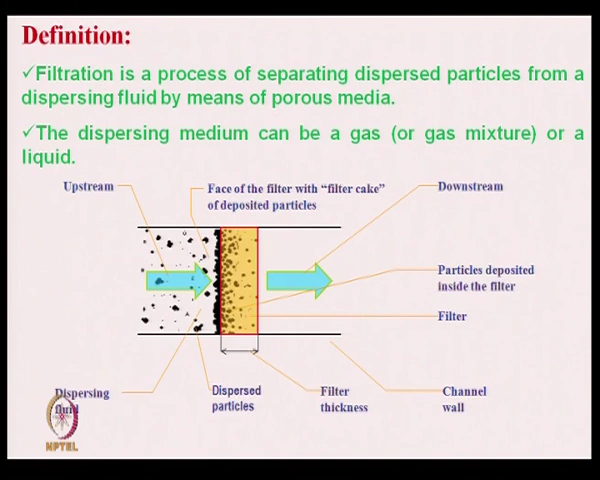 Definition:
✓Filtration is a process of separating dispersed particles from a
dispersing fluid by means of porous media.
✓The dispersing medium can be a gas (or gas mixture) or a
liquid.
Upstream
Face of the filter with “filter cake”
of deposited particles
Downstream
Particles deposited
inside the filter
Filter
Dispersing
fluid
Dispersed
particles
Filter
thickness
Channel
wall
NPTEL